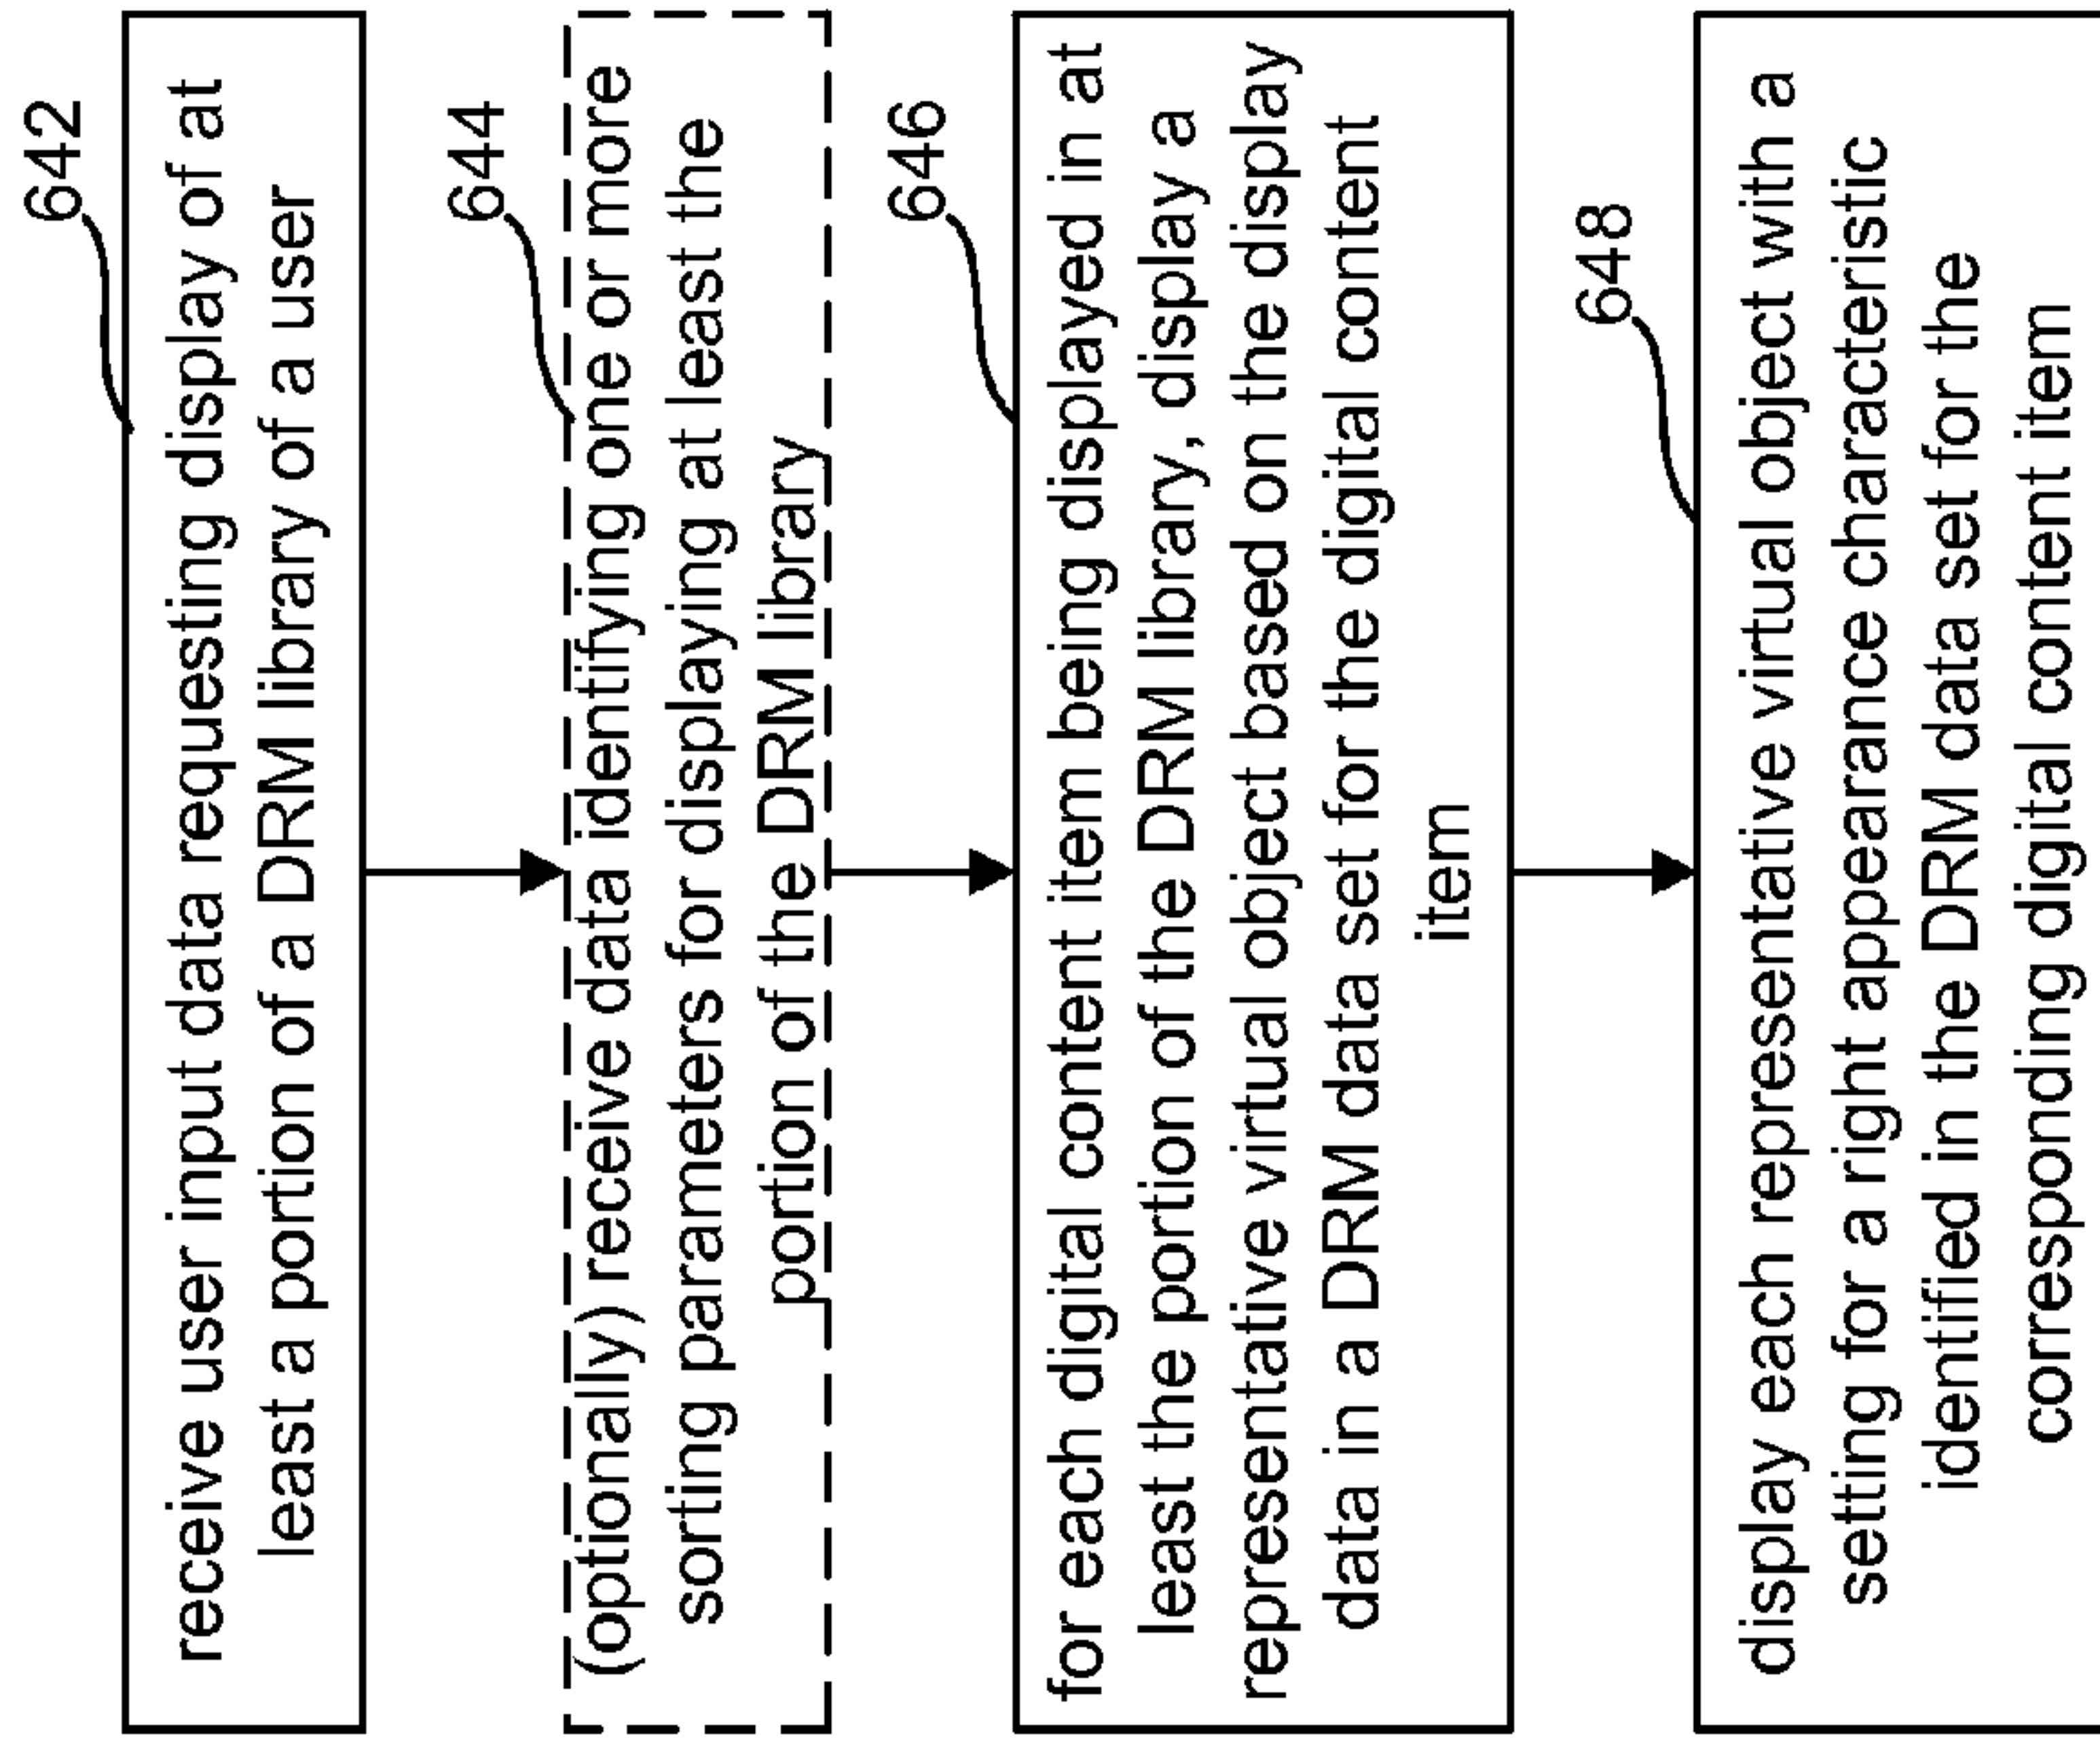 642
receive user input data requesting display of at
least a portion of a DRM library of a user
644
(optionally) receive data identifying one or more
sorting parameters for displaying at least the
portion of the DRM library
646
for each digital content item being displayed in at
least the portion of the DRM library, display a
representative virtual object based on the display
data in a DRM data set for the digital content
item
648
display each representative virtual object with a
setting for a right appearance characteristic
identified in the DRM data set for the
corresponding digital content item